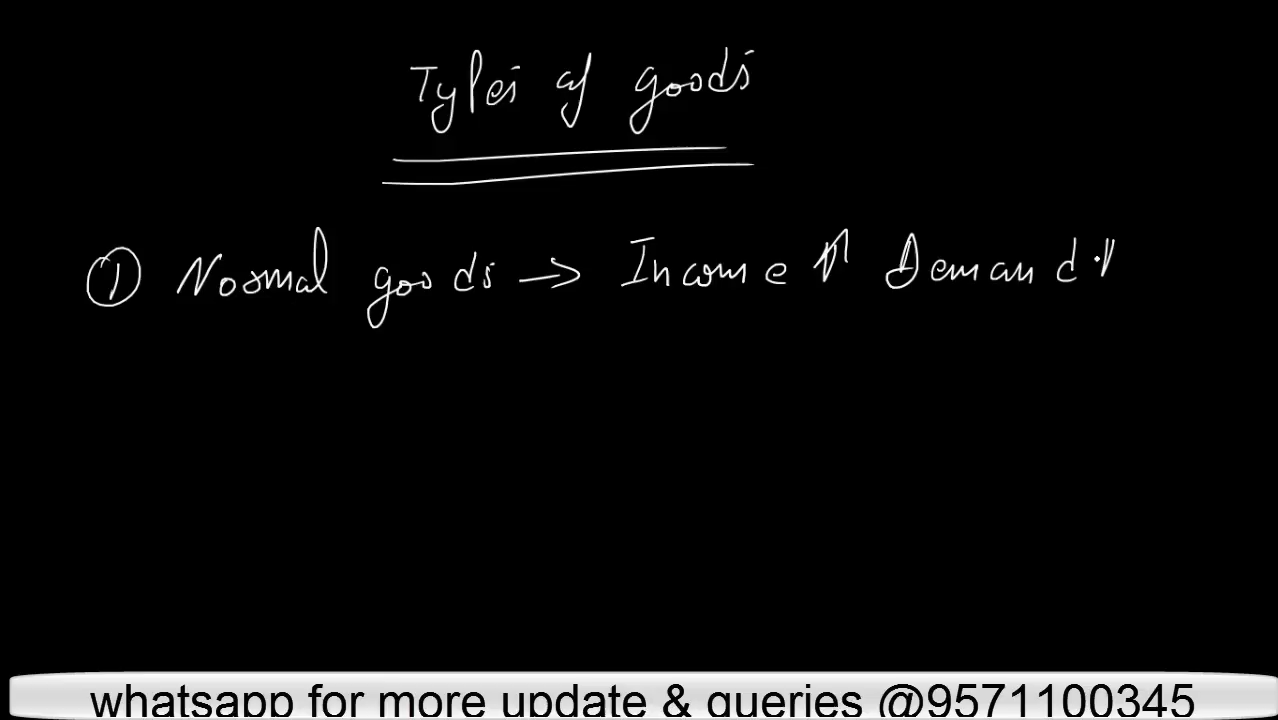 Types of goods
① Normal goods → Income ↑ Demand ↑
whatsapp for more update & queries @9571100345